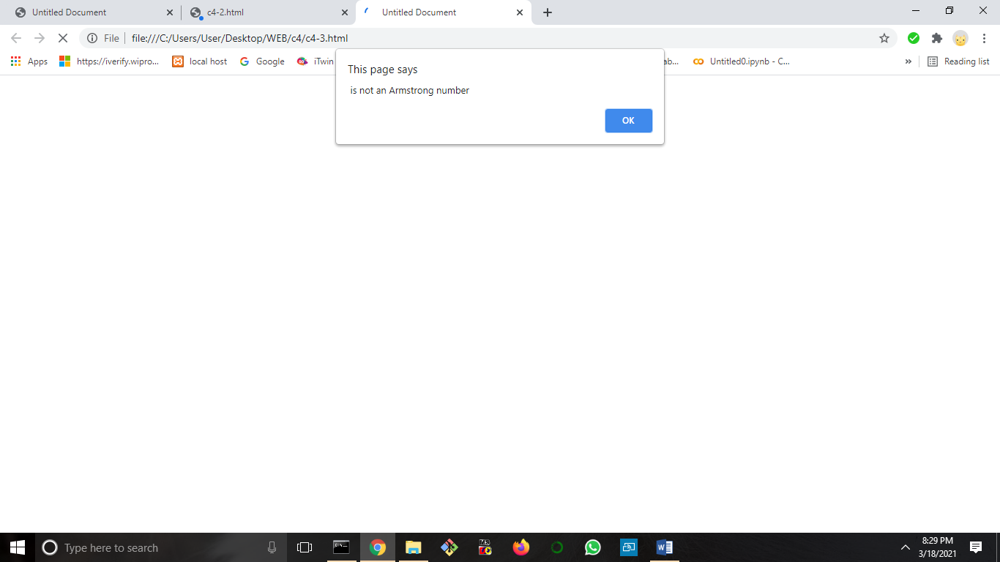 Untitled Document
c4-2.html
Untitled Document
File
file:///C:/Users/User/Desktop/WEB/c4/c4-3.html
Apps
https://iverify.wipro...
local host
Google
iTwin
ab...
Untitled0.ipynb - C...
»
Reading list
This page says
is not an Armstrong number
OK
Type here to search
8:29 PM
3/18/2021